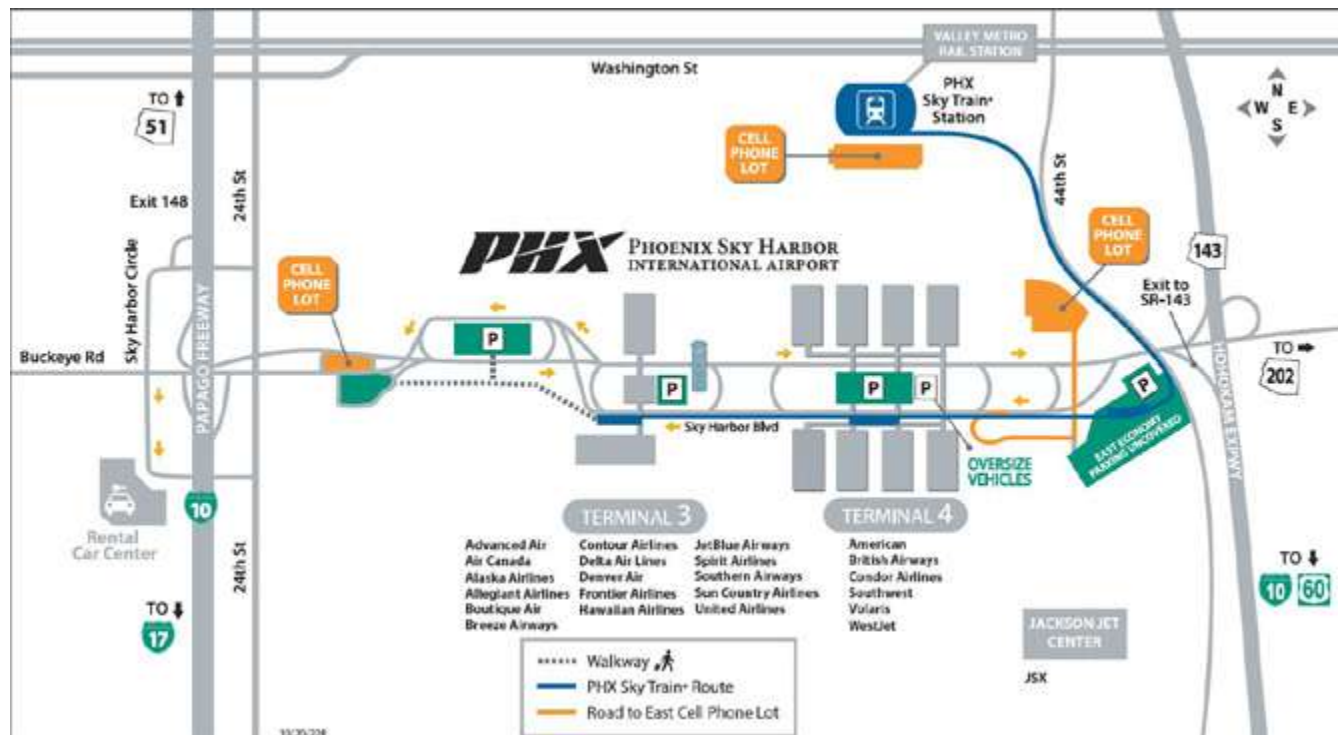 VALLEY METRO
RAIL STATION
Washington St
PHX
Sky Train®
Station
TO
51
N
W E
S
CELL
PHONE
LOT
Exit 148
24th St
44th St
CELL
PHONE
LOT
PHX PHOENIX SKY HARBOR
INTERNATIONAL AIRPORT
143
Sky Harbor Circle
CELL
PHONE
LOT
Exit to
SR-143
P
Buckeye Rd
PAPAGO FREEWAY
HOHOKAM EXPWY
TO
202
P
P
P
P
Sky Harbor Blvd
EAST ECONOMY
PARKING UNCOVERED
OVERSIZE
VEHICLES
10
Rental
Car Center
TERMINAL 3
TERMINAL 4
Advanced Air
Air Canada
Alaska Airlines
Allegiant Airlines
Boutique Air
Breeze Airways
Contour Airlines
Delta Air Lines
Denver Air
Frontier Airlines
Hawaiian Airlines
JetBlue Airways
Spirit Airlines
Southern Airways
Sun Country Airlines
United Airlines
American
British Airways
Condor Airlines
Southwest
Volaris
WestJet
24th St
TO
17
TO
10 60
JACKSON JET
CENTER
JSX
Walkway
PHX Sky Train® Route
Road to East Cell Phone Lot